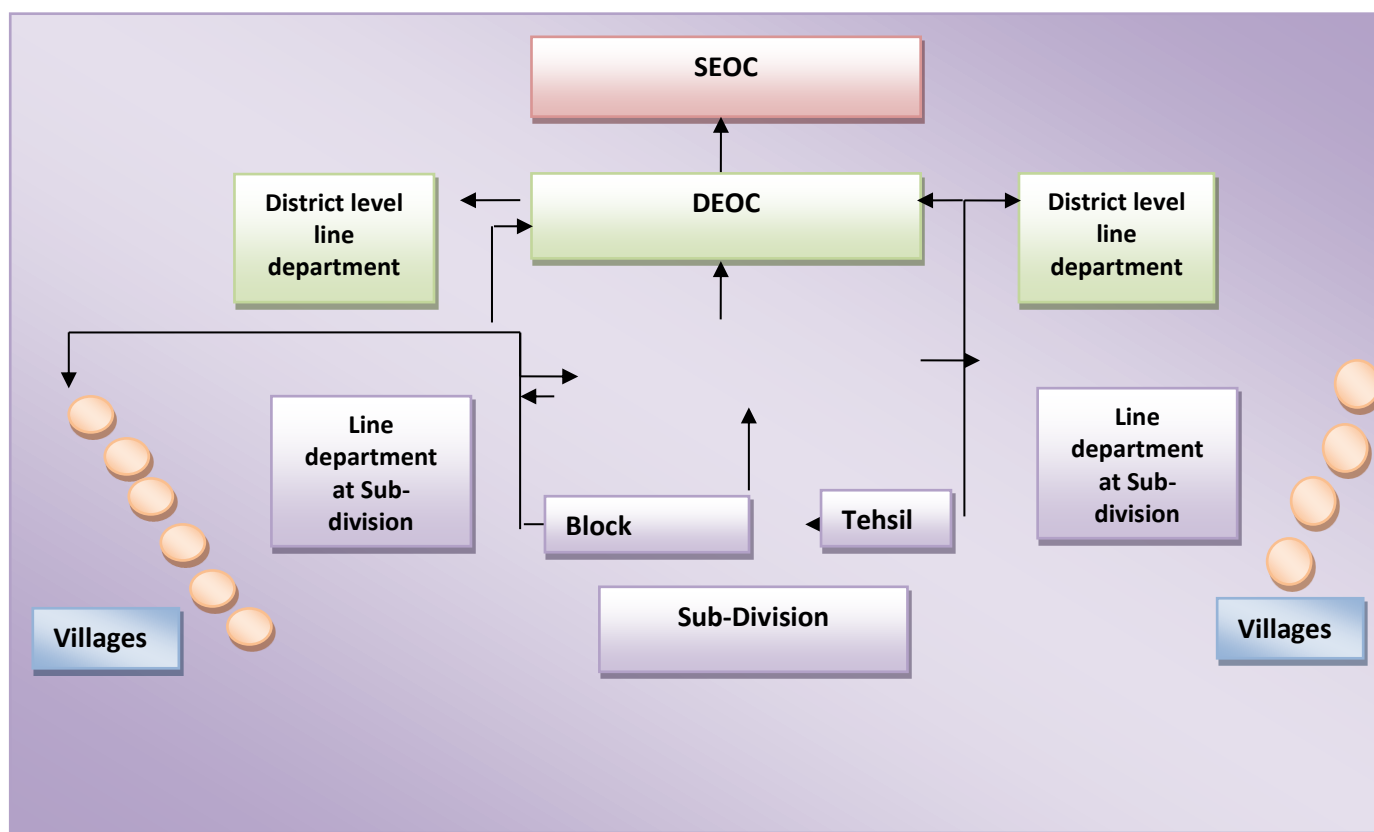 SEOC
District level
line
department
DEOC
District level
line
department
Line
department
at Sub-
division
Line
department
at Sub-
division
Block
Tehsil
Sub-Division
Villages
Villages